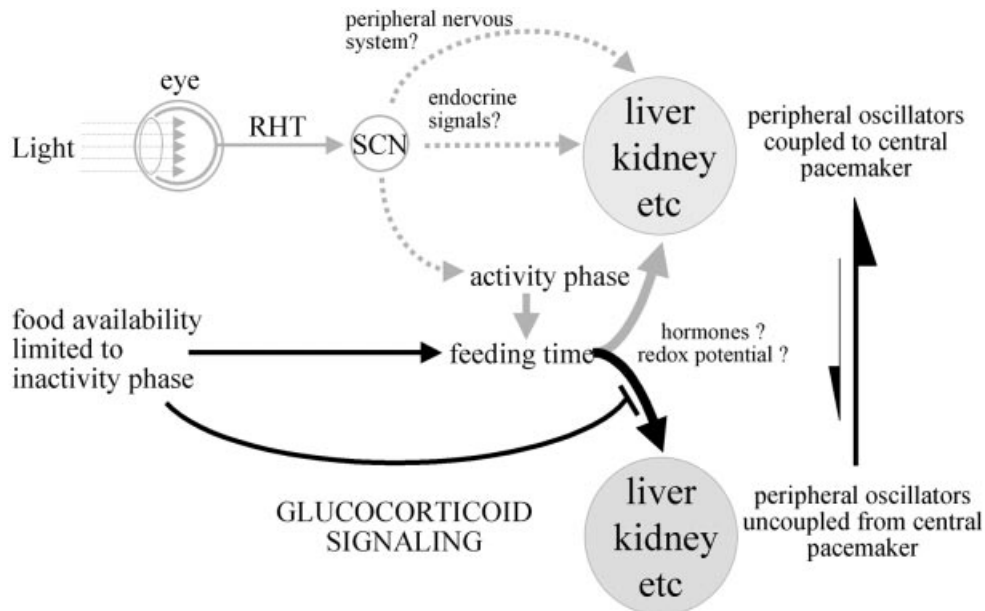 peripheral nervous
system?
eye
endocrine
signals?
RHT
SCN
Light
liver
kidney
etc
peripheral oscillators
coupled to central
pacemaker
activity phase
food availability
limited to
inactivity phase
feeding time
hormones ?
redox potential ?
GLUCOCORTICOID
SIGNALING
liver
kidney
etc
peripheral oscillators
uncoupled from central
pacemaker